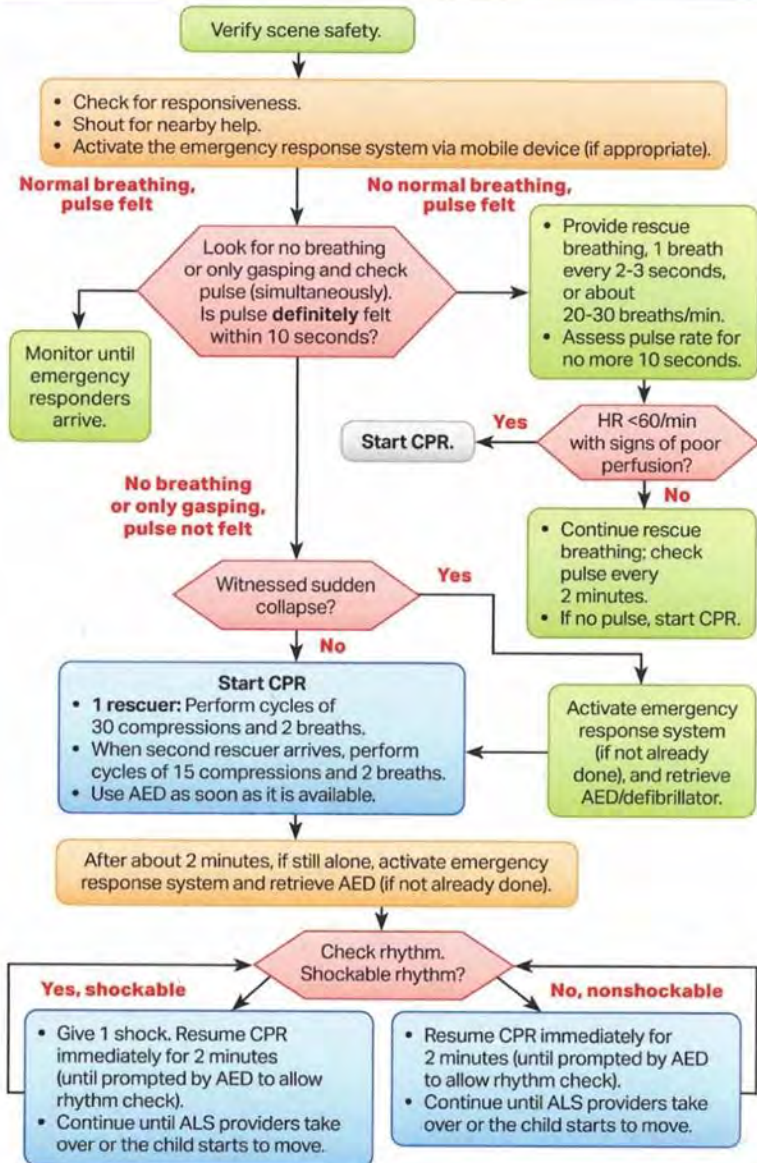 Verify scene safety.
• Check for responsiveness.
• Shout for nearby help.
• Activate the emergency response system via mobile device (if appropriate).
Normal breathing,
pulse felt
No normal breathing,
pulse felt
Look for no breathing
or only gasping and check
pulse (simultaneously).
Is pulse definitely felt
within 10 seconds?
Monitor until
emergency
responders
arrive.
• Provide rescue
breathing, 1 breath
every 2-3 seconds,
or about
20-30 breaths/min.
• Assess pulse rate for
no more 10 seconds.
HR <60/min
with signs of poor
perfusion?
Yes
Start CPR.
No
• Continue rescue
breathing; check
pulse every
2 minutes.
• If no pulse, start CPR.
No breathing
or only gasping,
pulse not felt
Witnessed sudden
collapse?
Yes
No
Activate emergency
response system
(if not already
done), and retrieve
AED/defibrillator.
Start CPR
• 1 rescuer: Perform cycles of
30 compressions and 2 breaths.
• When second rescuer arrives, perform
cycles of 15 compressions and 2 breaths.
• Use AED as soon as it is available.
After about 2 minutes, if still alone, activate emergency
response system and retrieve AED (if not already done).
Check rhythm.
Shockable rhythm?
Yes, shockable
No, nonshockable
• Give 1 shock. Resume CPR
immediately for 2 minutes
(until prompted by AED to allow
rhythm check).
• Continue until ALS providers take
over or the child starts to move.
• Resume CPR immediately for
2 minutes (until prompted by AED
to allow rhythm check).
• Continue until ALS providers take
over or the child starts to move.